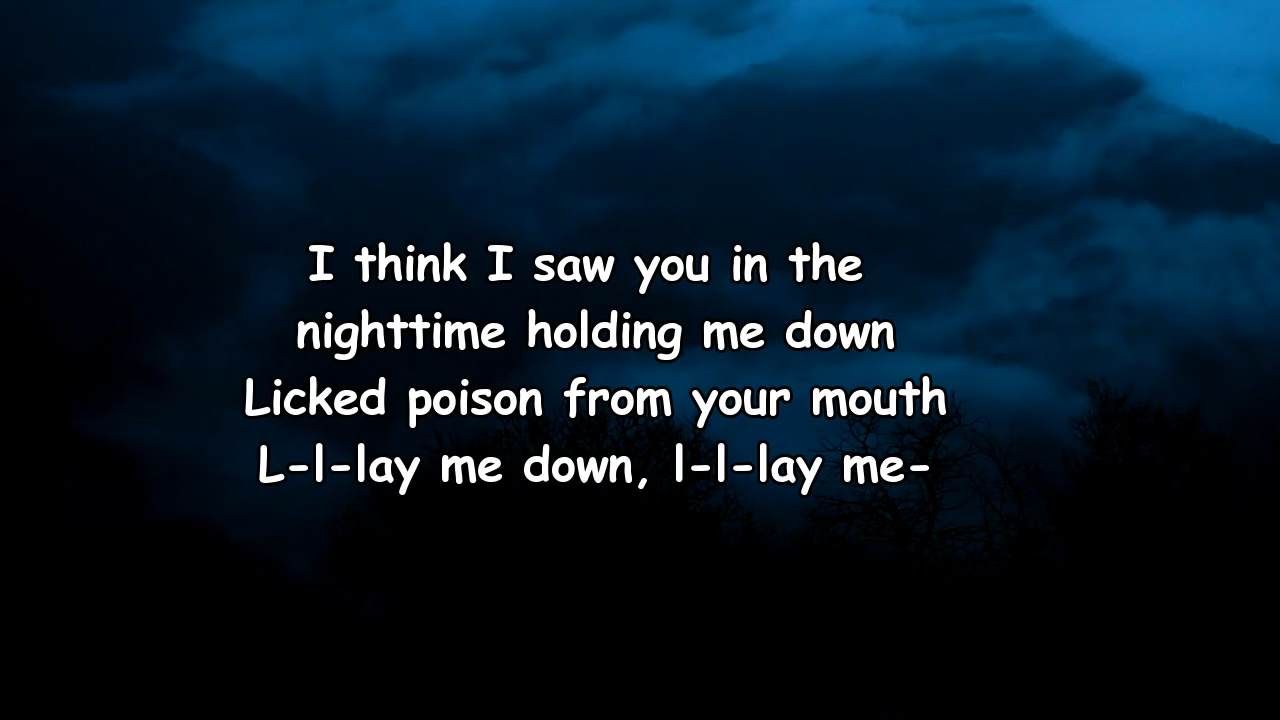 I think I saw you in the
nighttime holding me down
Licked poison from your mouth
L-l-lay me down, l-l-lay me-